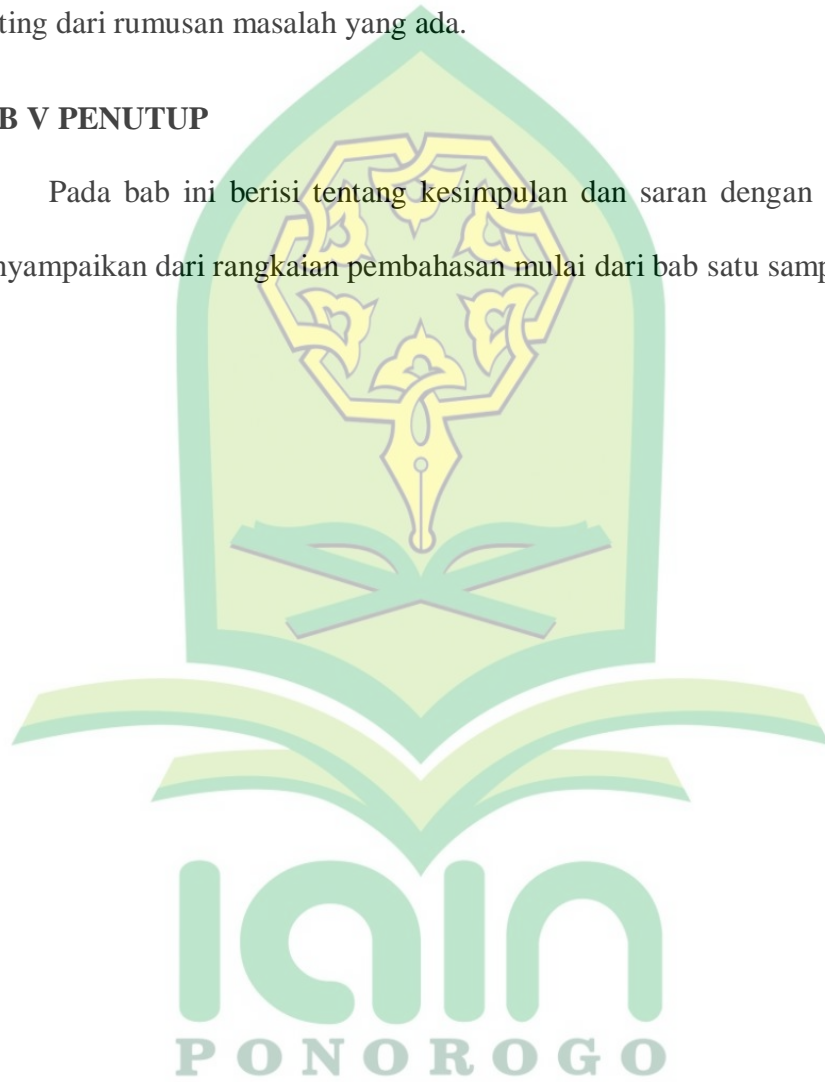 ting dari rumusan masalah yang ada.
B V PENUTUP
Pada bab ini berisi tentang kesimpulan dan saran dengan
nyampaikan dari rangkaian pembahasan mulai dari bab satu samp
iain
PONOROGO